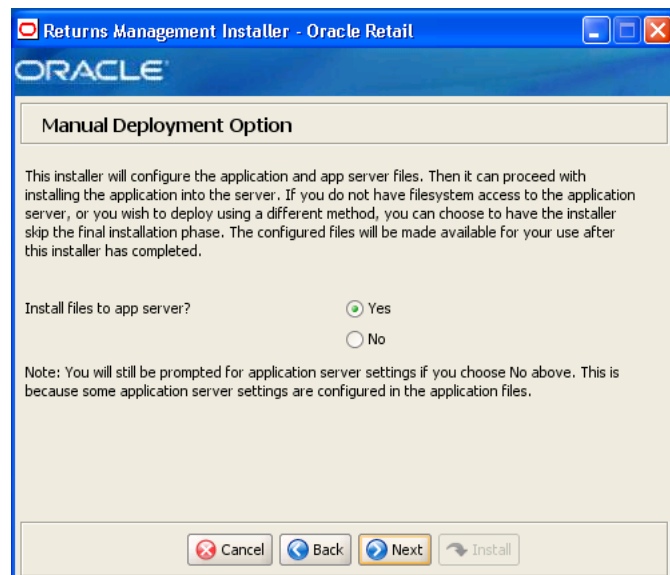 Returns Management Installer - Oracle Retail
ORACLE
Manual Deployment Option
This installer will configure the application and app server files. Then it can proceed with
installing the application into the server. If you do not have filesystem access to the application
server, or you wish to deploy using a different method, you can choose to have the installer
skip the final installation phase. The configured files will be made available for your use after
this installer has completed.
Install files to app server?
Yes
No
Note: You will still be prompted for application server settings if you choose No above. This is
because some application server settings are configured in the application files.
Cancel Back Next Install